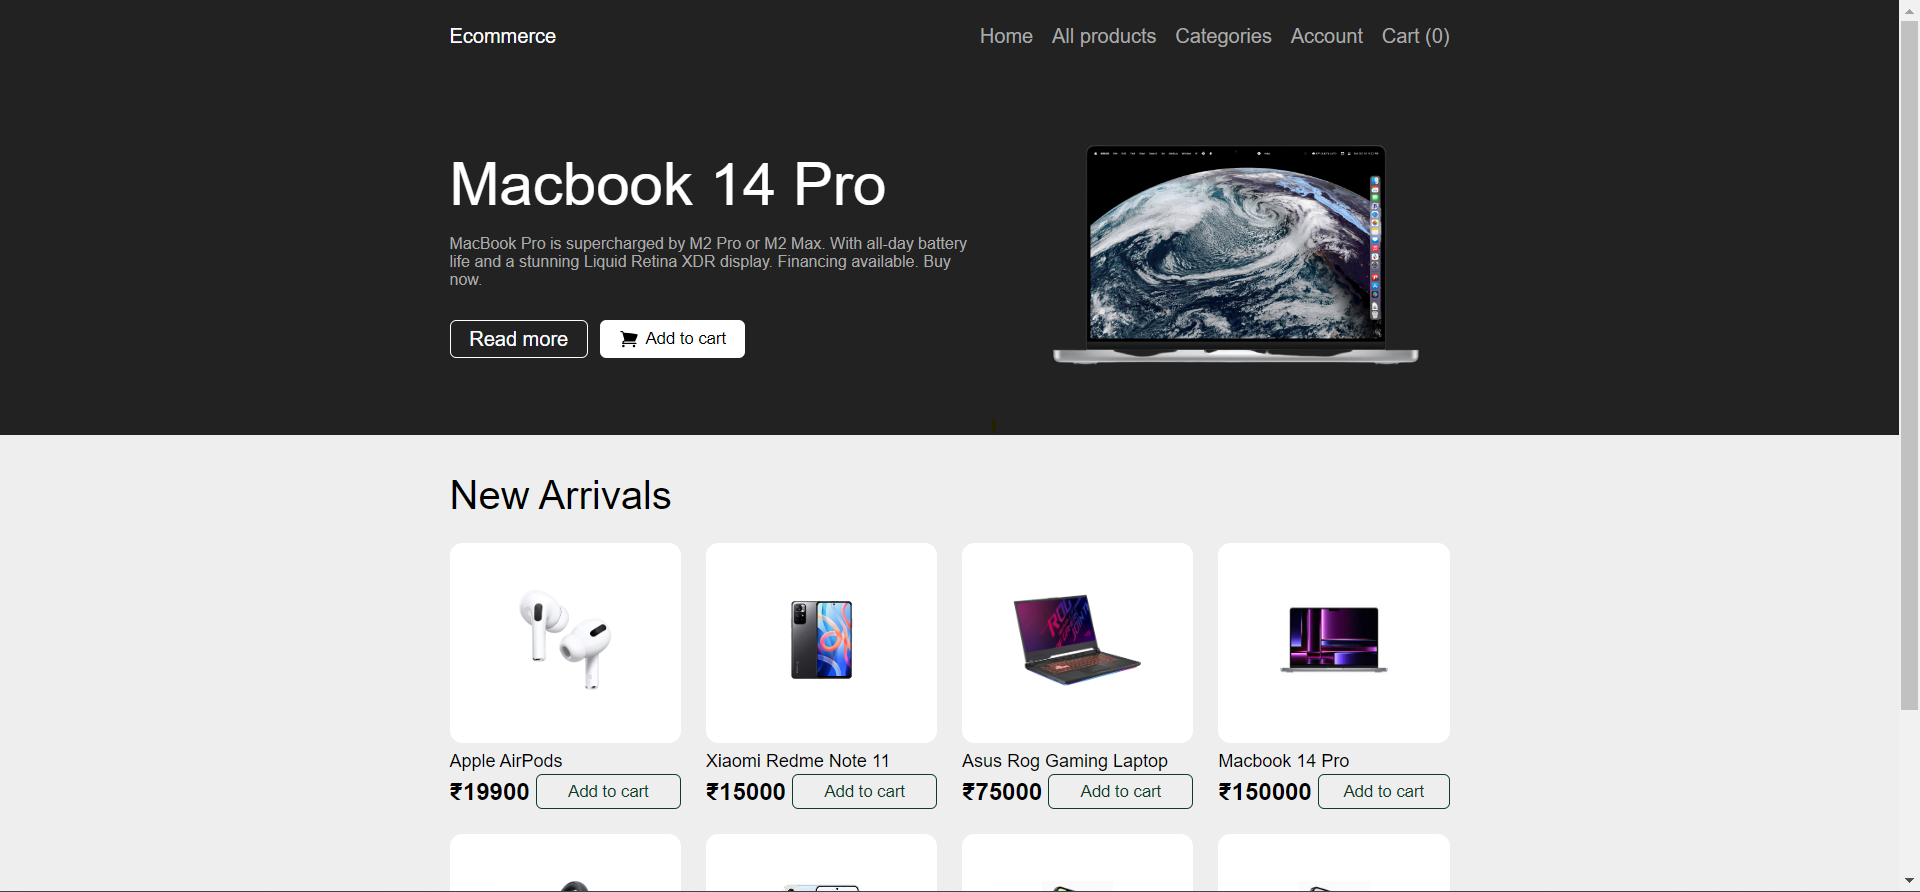 Ecommerce
Home All products Categories Account Cart (0)
Macbook 14 Pro
MacBook Pro is supercharged by M2 Pro or M2 Max. With all-day battery
life and a stunning Liquid Retina XDR display. Financing available. Buy
now.
Read more Add to cart
New Arrivals
Apple AirPods
₹19900 Add to cart
Xiaomi Redme Note 11
₹15000 Add to cart
Asus Rog Gaming Laptop
₹75000 Add to cart
Macbook 14 Pro
₹150000 Add to cart